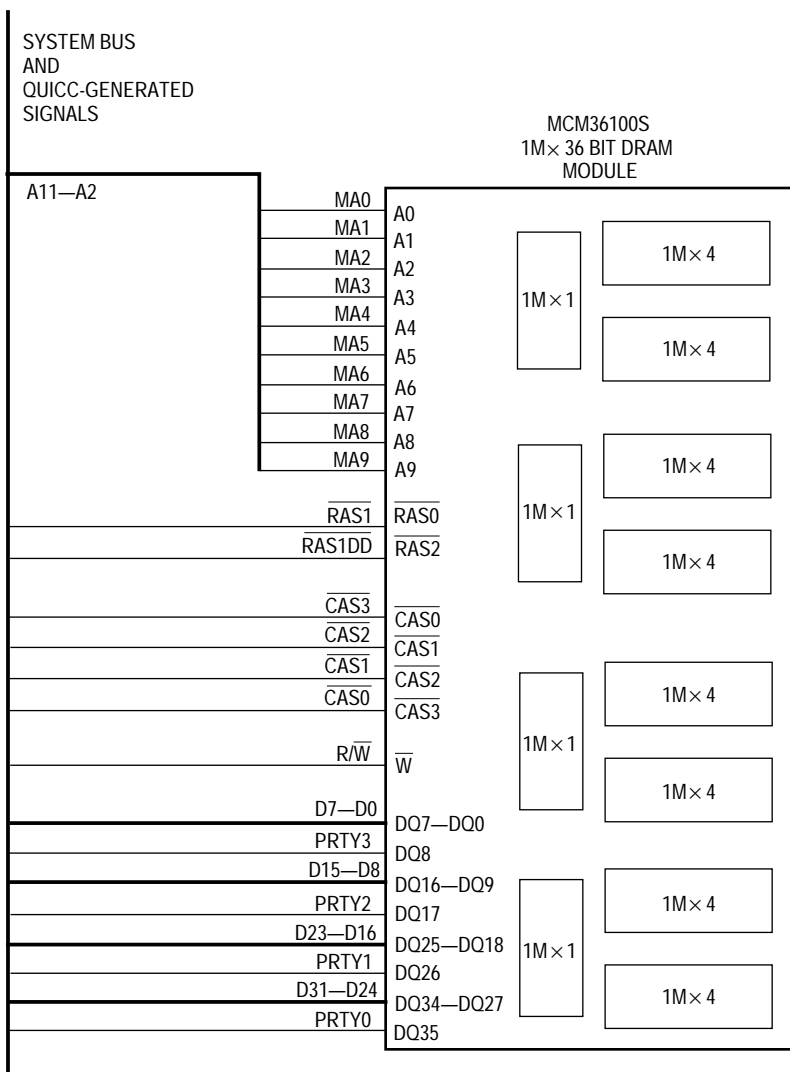 SYSTEM BUS
AND
QUICC-GENERATED
SIGNALS
MCM36100S
1M× 36 BIT DRAM
MODULE
A11—A2
MA0
A0
MA1
A1
MA2
A2
MA3
A3
MA4
A4
MA5
A5
MA6
A6
MA7
A7
MA8
A8
MA9
A9
RAS1
RAS0
RAS1DD
RAS2
CAS3
CAS0
CAS2
CAS1
CAS1
CAS2
CAS0
CAS3
R/W
W
D7—D0
DQ7—DQ0
PRTY3
DQ8
D15—D8
DQ16—DQ9
PRTY2
DQ17
D23—D16
DQ25—DQ18
PRTY1
DQ26
D31—D24
DQ34—DQ27
PRTY0
DQ35
1M×1
1M×4
1M×4
1M×1
1M×4
1M×4
1M×1
1M×4
1M×4
1M×1
1M×4
1M×4